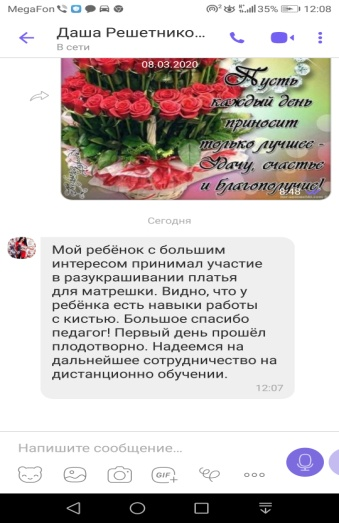 MegaFon 35% 12:08
Даша Решетнико...
В сети
08.03.2020
Пусть
каждый день
приносит
только лучшее -
Удачу, счастье
и благополучие!
8:48
Сегодня
Мой ребёнок с большим
интересом принимал участие
в разукрашивании платья
для матрешки. Видно, что у
ребёнка есть навыки работы
с кистью. Большое спасибо
педагог! Первый день прошёл
плодотворно. Надеемся на
дальнейшее сотрудничество на
дистанционно обучении.
12:07
Напишите сообщение...
GIF+